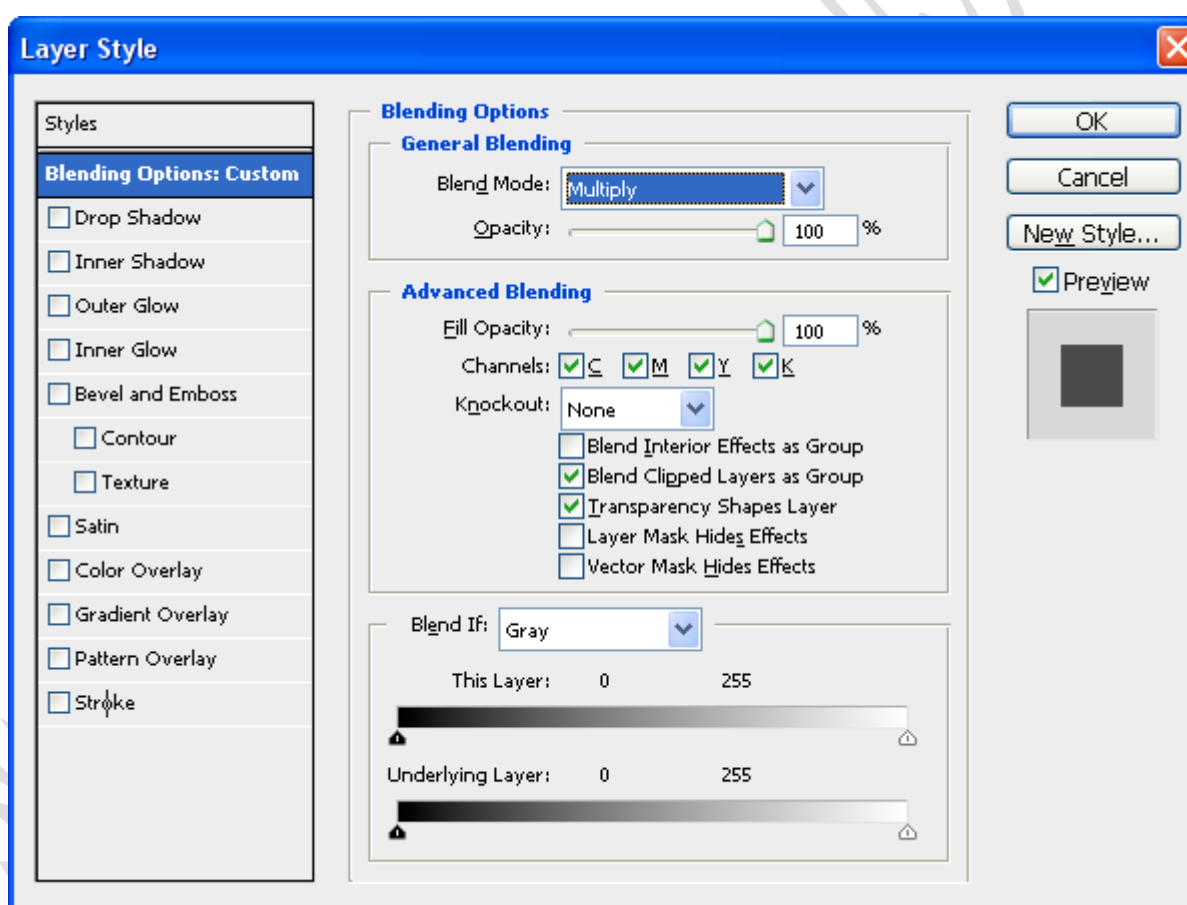 Layer Style
Styles
Blending Options: Custom
Drop Shadow
Inner Shadow
Outer Glow
Inner Glow
Bevel and Emboss
Contour
Texture
Satin
Color Overlay
Gradient Overlay
Pattern Overlay
Stroke
Blending Options
General Blending
Blend Mode: Multiply
Opacity: 100 %
Advanced Blending
Fill Opacity: 100 %
Channels: C M Y K
Knockout: None
Blend Interior Effects as Group
Blend Clipped Layers as Group
Transparency Shapes Layer
Layer Mask Hides Effects
Vector Mask Hides Effects
Blend If: Gray
This Layer: 0 255
Underlying Layer: 0 255
OK
Cancel
New Style...
Preview